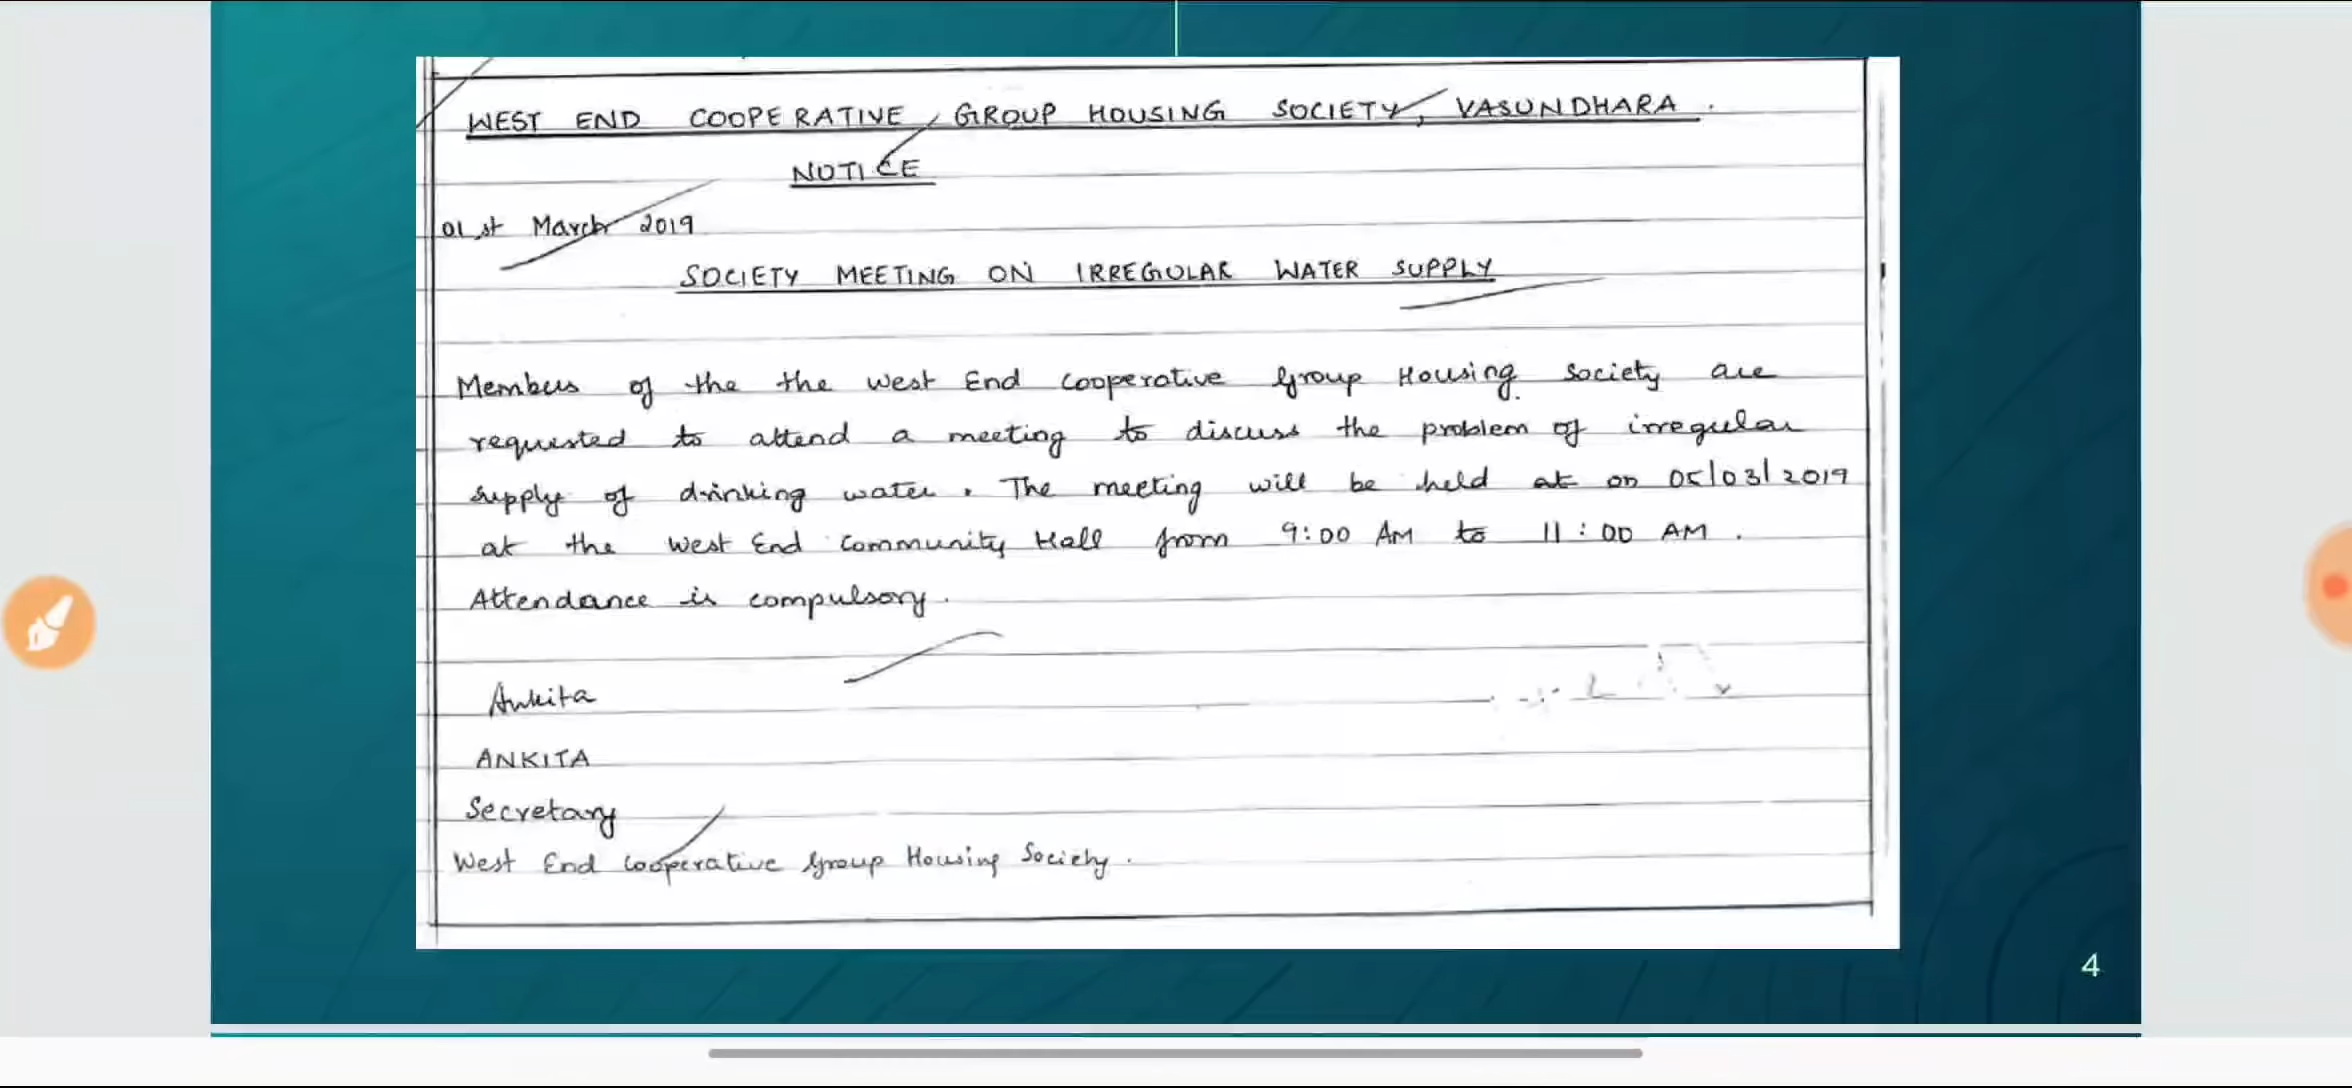 WEST END COOPERATIVE GROUP HOUSING SOCIETY, VASUNDHARA.
NOTICE
01st March 2019
SOCIETY MEETING ON IRREGULAR WATER SUPPLY
Members of the the West End Cooperative Group Housing Society are
requested to attend a meeting to discuss the problem of irregular
supply of drinking water. The meeting will be held at on 05/03/2019
at the West End Community Hall from 9:00 AM to 11:00 AM.
Attendance is compulsory.
Ankita
ANKITA
Secretary
West End Cooperative Group Housing Society.
4